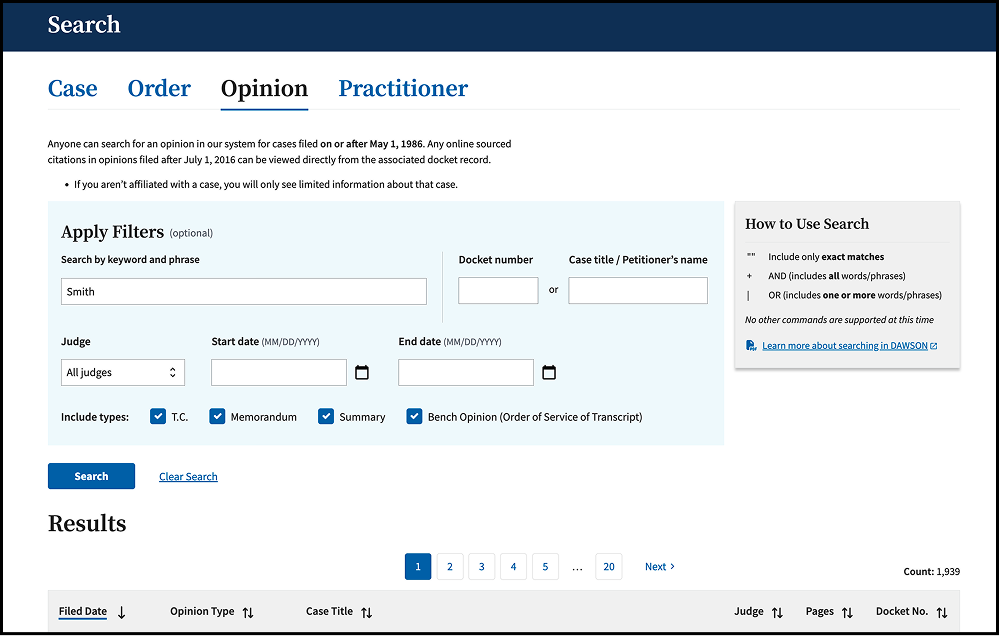 Search
Case Order Opinion Practitioner
Anyone can search for an opinion in our system for cases filed on or after May 1, 1986. Any online sourced
citations in opinions filed after July 1, 2016 can be viewed directly from the associated docket record.
• If you aren’t affiliated with a case, you will only see limited information about that case.
Apply Filters (optional)
Search by keyword and phrase
Smith
Docket number
or
Case title / Petitioner’s name
Judge
All judges
Start date (MM/DD/YYYY)
End date (MM/DD/YYYY)
Include types: T.C. Memorandum Summary Bench Opinion (Order of Service of Transcript)
How to Use Search
"" Include only exact matches
+ AND (includes all words/phrases)
| OR (includes one or more words/phrases)
No other commands are supported at this time
Learn more about searching in DAWSON
Search Clear Search
Results
1 2 3 4 5 ... 20 Next >
Count: 1,939
Filed Date ↓ Opinion Type ↑↓ Case Title ↑↓ Judge ↑↓ Pages ↑↓ Docket No. ↑↓